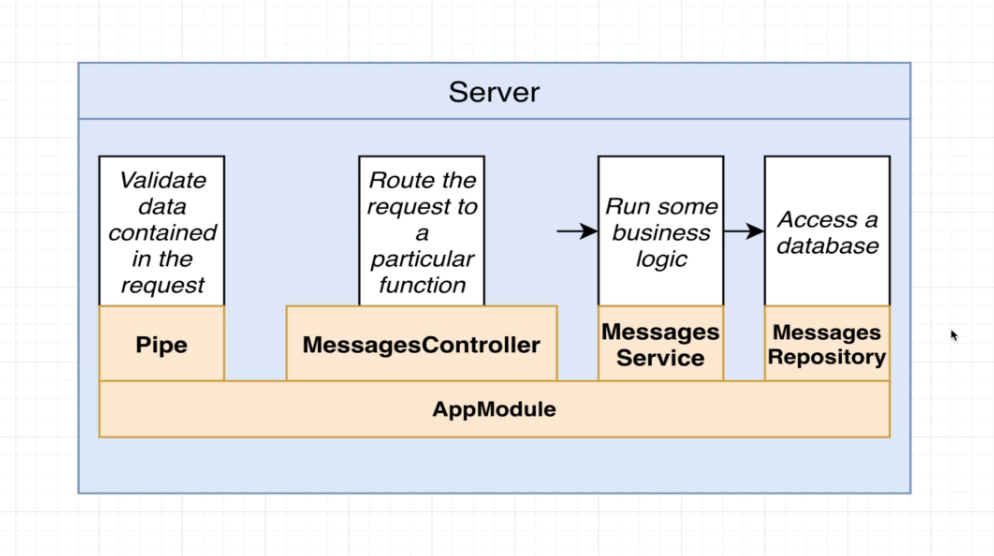 Server
Validate
data
contained
in the
request
Route the
request to
a
particular
function
Run some
business
logic
Access a
database
Pipe
MessagesController
Messages
Service
Messages
Repository
AppModule